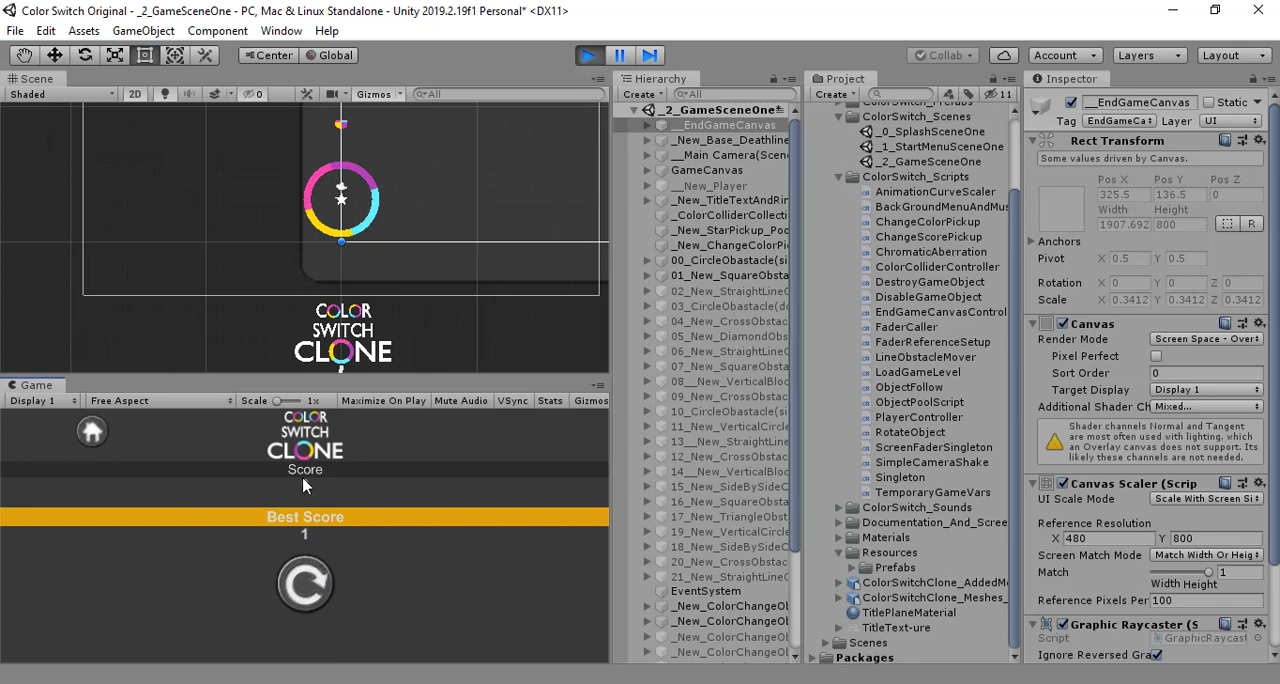 Color Switch Original - _2_GameSceneOne - PC, Mac & Linux Standalone - Unity 2019.2.19f1 Personal* <DX11>
File Edit Assets GameObject Component Window Help
Center Global Collab Account Layers Layout
Scene
Shaded 2D 0 Gizmos All
COLOR
SWITCH
CLONE
Game
Display 1 Free Aspect Scale 1x Maximize On Play Mute Audio VSync Stats Gizmos
COLOR
SWITCH
CLONE
Score
Best Score
1
Hierarchy
Create All
_2_GameSceneOne*
__EndGameCanvas
_New_Base_Deathline
__Main Camera(Scene
GameCanvas
__New_Player
_New_TitleTextAndRin
_ColorColliderCollecti
_New_StarPickup_Poo
_New_ChangeColorPi
00_CircleObstacle(si
01_New_SquareObsta
02_New_StraightLine
03_CircleObstacle(do
04_New_CrossObstac
05_New_DiamondObs
06_New_StraightLine
07_New_SquareObsta
08__New_VerticalBloc
09_New_CrossObstac
10_CircleObstacle(si
11_New_VerticalCircl
13__New_StraightLin
12_New_CrossObstac
14__New_VerticalBlo
15_New_SideBySideC
16_New_SquareObst
17_New_TriangleObst
19_New_VerticalCircle
18_New_SideBySideC
20_New_CrossObstac
21_New_StraightLine
EventSystem
_New_ColorChangeOb
_New_ColorChangeOb
_New_ColorChangeOb
_New_ColorChangeOb
Project
Create 11
ColorSwitch_Prefabs
ColorSwitch_Scenes
_0_SplashSceneOne
_1_StartMenuSceneOne
_2_GameSceneOne
ColorSwitch_Scripts
AnimationCurveScaler
BackGroundMenuAndMus
ChangeColorPickup
ChangeScorePickup
ChromaticAberration
ColorColliderController
DestroyGameObject
DisableGameObject
EndGameCanvasControl
FaderCaller
FaderReferenceSetup
LineObstacleMover
LoadGameLevel
ObjectFollow
ObjectPoolScript
PlayerController
RotateObject
ScreenFaderSingleton
SimpleCameraShake
Singleton
TemporaryGameVars
ColorSwitch_Sounds
Documentation_And_Scree
Materials
Resources
Prefabs
ColorSwitchClone_AddedM
ColorSwitchClone_Meshes_
TitlePlaneMaterial
TitleText-ure
Scenes
Packages
Inspector
__EndGameCanvas Static
Tag EndGameCa Layer UI
Rect Transform
Some values driven by Canvas.
Pos X Pos Y Pos Z
325.5 136.5 0
Width Height
1907.692 800 R
Anchors
Pivot X 0.5 Y 0.5
Rotation X 0 Y 0 Z 0
Scale X 0.3412 Y 0.3412 Z 0.3412
Canvas
Render Mode Screen Space - Over
Pixel Perfect
Sort Order 0
Target Display Display 1
Additional Shader Ch Mixed...
Shader channels Normal and Tangent
are most often used with lighting, which
an Overlay canvas does not support. Its
likely these channels are not needed.
Canvas Scaler (Scrip
UI Scale Mode Scale With Screen Si
Reference Resolution
X 480 Y 800
Screen Match Mode Match Width Or Heig
Match 1
Width Height
Reference Pixels Per 100
Graphic Raycaster (S
Script GraphicRaycast
Ignore Reversed Gra